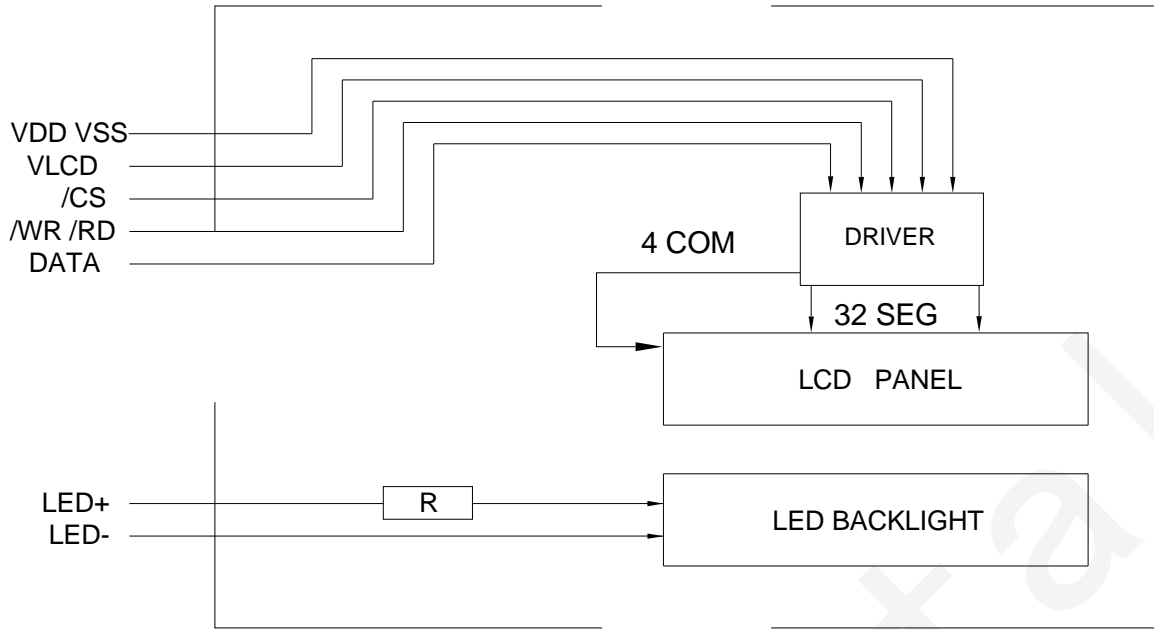 VDD VSS
VLCD
/CS
/WR /RD
DATA
DRIVER
4 COM
32 SEG
LCD PANEL
LED+
LED-
R
LED BACKLIGHT
t a l